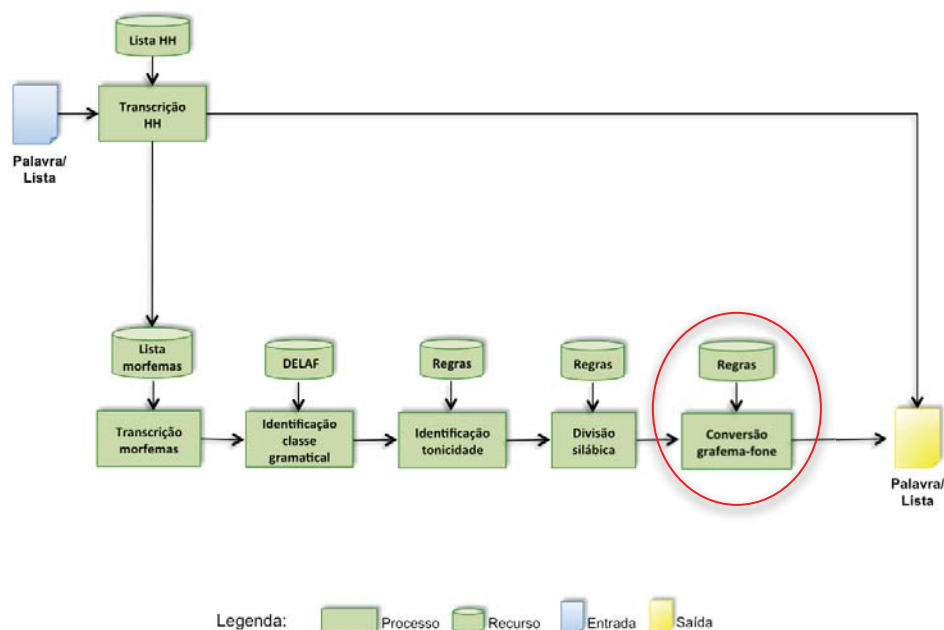 Lista HH
Transcrição
HH
Palavra/
Lista
Lista
morfemas
DELAF
Regras
Regras
Regras
Transcrição
morfemas
Identificação
classe
gramatical
Identificação
tonicidade
Divisão
silábica
Conversão
grafema-fone
Palavra/
Lista
Legenda:
Processo
Recurso
Entrada
Saída